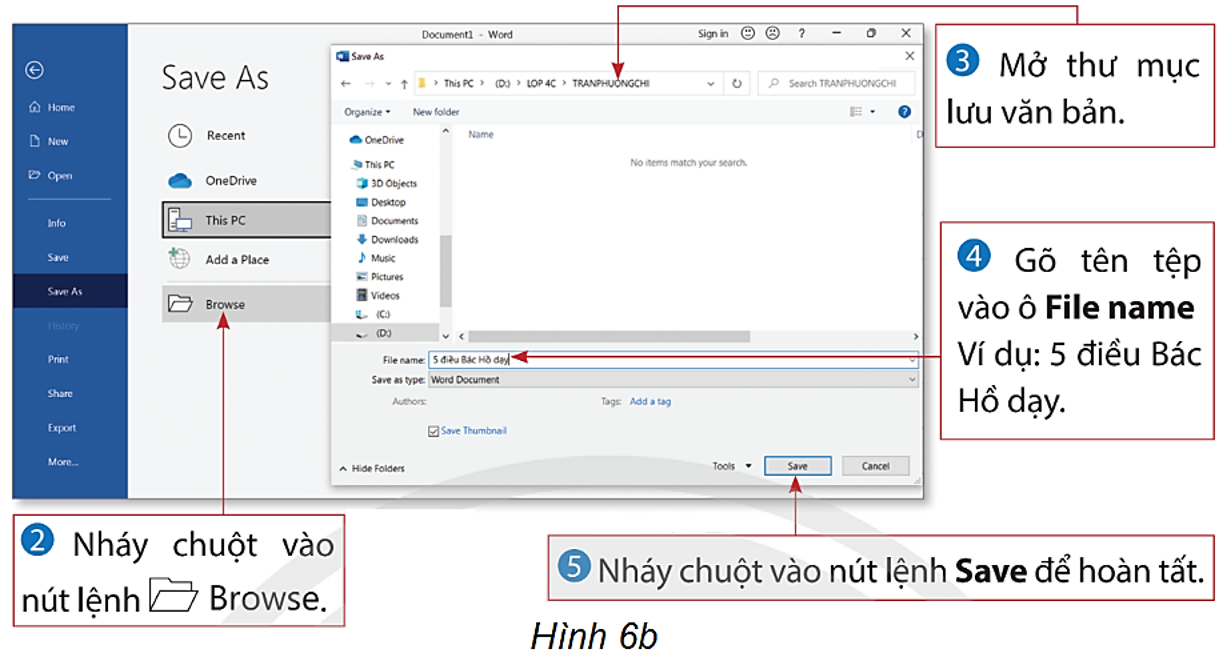 Document1 - Word
Sign in
?
Save As
Home
New
Open
Info
Save
Save As
History
Print
Share
Export
More...
Save As
Recent
OneDrive
This PC
Add a Place
Browse
This PC > (D:) > LOP 4C > TRANPHUONGCHI
Search TRANPHUONGCHI
Organize
New folder
?
OneDrive
This PC
3D Objects
Desktop
Documents
Downloads
Music
Pictures
Videos
(C:)
(D:)
Name
D
No items match your search.
File name: 5 điều Bác Hồ dạy
Save as type: Word Document
Authors:
Tags: Add a tag
Save Thumbnail
Hide Folders
Tools
Save
Cancel
3 Mở thư mục
lưu văn bản.
4 Gõ tên tệp
vào ô File name
Ví dụ: 5 điều Bác
Hồ dạy.
2 Nháy chuột vào
nút lệnh Browse.
5 Nháy chuột vào nút lệnh Save để hoàn tất.
Hình 6b